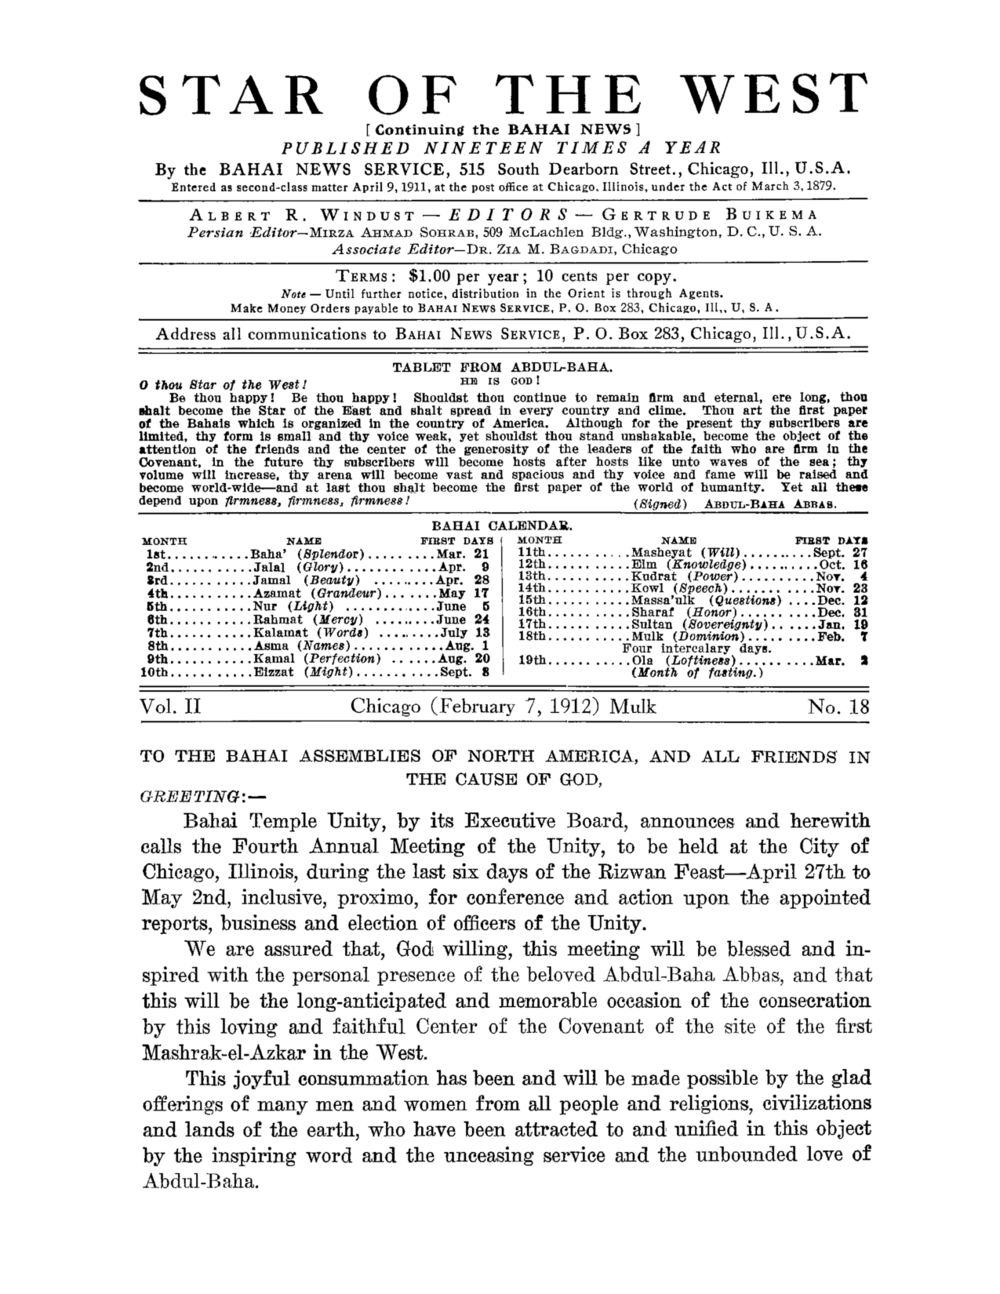 STAR OF THE WEST
[Continuing the BAHAI NEWS]
PUBLISHED NINETEEN TIMES A YEAR
By the BAHAI NEWS SERVICE, 515 South Dearborn Street., Chicago, Ill., U.S.A.
Entered as second-class matter April 9, 1911, at the post office at Chicago. Illinois, under the Act of March 3, 1879.
ALBERT R. WINDUST — EDITORS — GERTRUDE BUIKEMA
Persian Editor—MIRZA AHMAD SOHRAB, 509 McLachlen Bldg., Washington, D. C., U. S. A.
Associate Editor—DR. ZIA M. BAGDADI, Chicago
TERMS: $1.00 per year; 10 cents per copy.
Note — Until further notice, distribution in the Orient is through Agents.
Make Money Orders payable to BAHAI NEWS SERVICE, P. O. Box 283, Chicago, Ill,, U, S. A.
Address all communications to BAHAI NEWS SERVICE, P. O. Box 283, Chicago, Ill., U.S.A.
TABLET FROM ABDUL-BAHA.
HE IS GOD!
O thou Star of the West!
Be thou happy! Be thou happy! Shouldst thou continue to remain firm and eternal, ere long, thou
shalt become the Star of the East and shalt spread in every country and clime. Thou art the first paper
of the Bahais which is organized in the country of America. Although for the present thy subscribers are
limited, thy form is small and thy voice weak, yet shouldst thou stand unshakable, become the object of the
attention of the friends and the center of the generosity of the leaders of the faith who are firm in the
Covenant, in the future thy subscribers will become hosts after hosts like unto waves of the sea; thy
volume will increase, thy arena will become vast and spacious and thy voice and fame will be raised and
become world-wide—and at last thou shalt become the first paper of the world of humanity. Yet all these
depend upon firmness, firmness, firmness! (Signed) ABDUL-BAHA ABBAS.
BAHAI CALENDAR.
MONTH NAME FIRST DAYS
1st...........Baha' (Splendor).........Mar. 21
2nd...........Jalal (Glory)............Apr. 9
3rd...........Jamal (Beauty) .........Apr. 28
4th...........Azamat (Grandeur).......May 17
5th...........Nur (Light) ............June 5
6th...........Rahmat (Mercy) ........June 24
7th...........Kalamat (Words) ........July 13
8th...........Asma (Names)............Aug. 1
9th...........Kamal (Perfection) ......Aug. 20
10th...........Eizzat (Might)...........Sept. 8
MONTH NAME FIRST DAYS
11th...........Masheyat (Will)..........Sept. 27
12th...........Elm (Knowledge)..........Oct. 16
13th...........Kudrat (Power)..........Nov. 4
14th...........Kowl (Speech)...........Nov. 23
15th...........Massa'ulk (Questions) ....Dec. 12
16th...........Sharaf (Honor)..........Dec. 31
17th...........Sultan (Sovereignty)......Jan. 19
18th...........Mulk (Dominion).........Feb. 7
Four intercalary days.
19th...........Ola (Loftiness)..........Mar. 2
(Month of fasting.)
Vol. II Chicago (February 7, 1912) Mulk No. 18
TO THE BAHAI ASSEMBLIES OF NORTH AMERICA, AND ALL FRIENDS IN
THE CAUSE OF GOD,
GREETING:—
Bahai Temple Unity, by its Executive Board, announces and herewith
calls the Fourth Annual Meeting of the Unity, to be held at the City of
Chicago, Illinois, during the last six days of the Rizwan Feast—April 27th to
May 2nd, inclusive, proximo, for conference and action upon the appointed
reports, business and election of officers of the Unity.
We are assured that, God willing, this meeting will be blessed and in-
spired with the personal presence of the beloved Abdul-Baha Abbas, and that
this will be the long-anticipated and memorable occasion of the consecration
by this loving and faithful Center of the Covenant of the site of the first
Mashrak-el-Azkar in the West.
This joyful consummation has been and will be made possible by the glad
offerings of many men and women from all people and religions, civilizations
and lands of the earth, who have been attracted to and unified in this object
by the inspiring word and the unceasing service and the unbounded love of
Abdul-Baha.